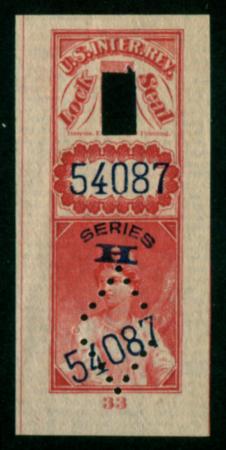 U.S. INTER. REV.
Lock Seal
54087
SERIES
H
54087
33